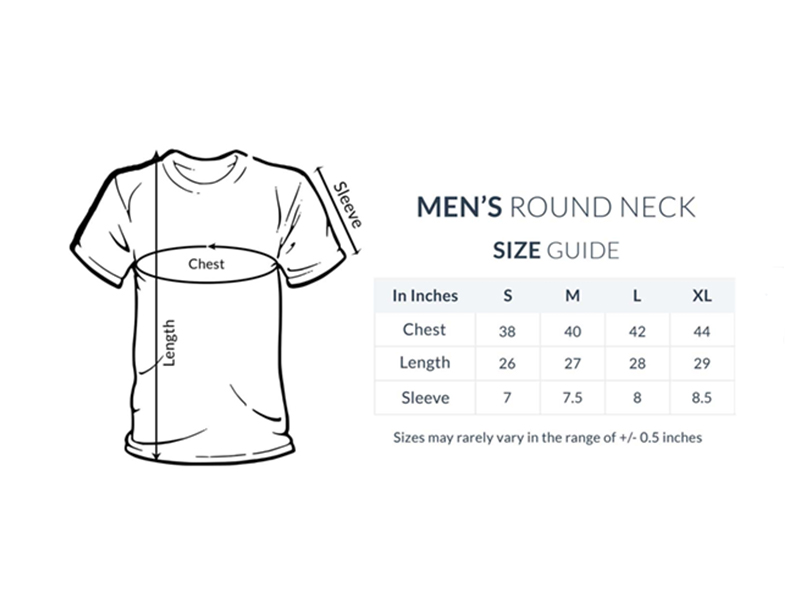 Sleeve
Chest
Length
MEN'S ROUND NECK
SIZE GUIDE
In Inches S M L XL
Chest 38 40 42 44
Length 26 27 28 29
Sleeve 7 7.5 8 8.5
Sizes may rarely vary in the range of +/- 0.5 inches